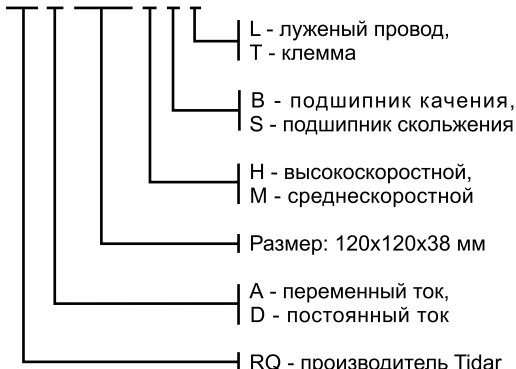 L - луженый провод,
T - клемма
B - подшипник качения,
S - подшипник скольжения
H - высокоскоростной,
M - среднескоростной
Размер: 120x120x38 мм
A - переменный ток,
D - постоянный ток
RQ - производитель Tidar